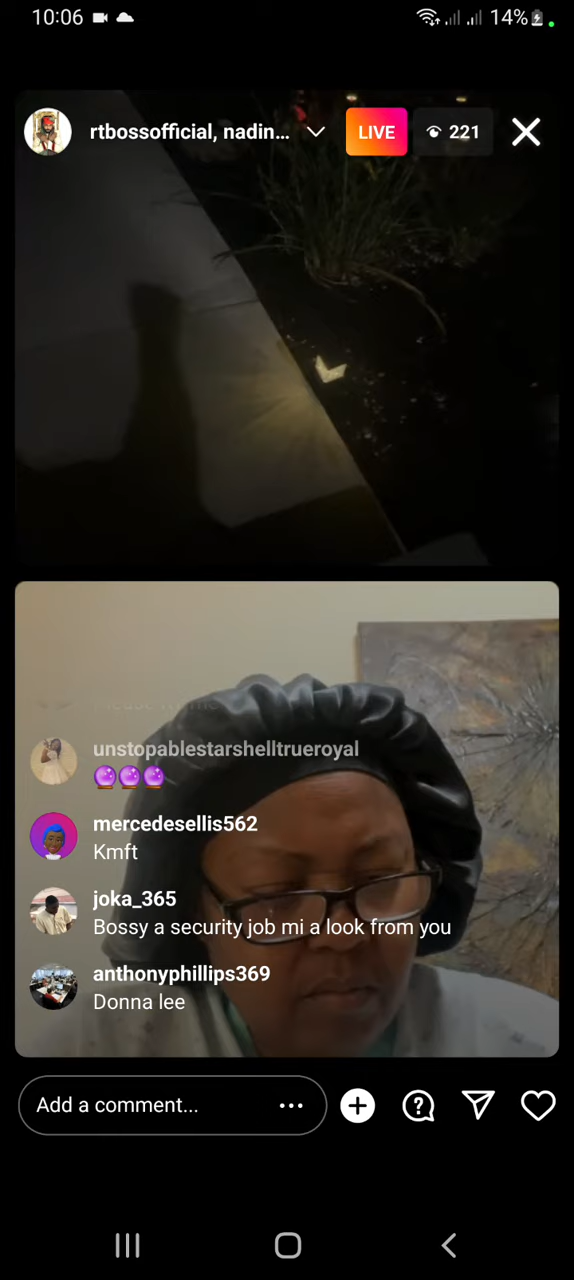 10:06
14%
rtbossofficial, nadin...
LIVE
221
unstopablestarshelltrueroyal
🔮🔮🔮
mercedesellis562
Kmft
joka_365
Bossy a security job mi a look from you
anthonyphillips369
Donna lee
Add a comment...